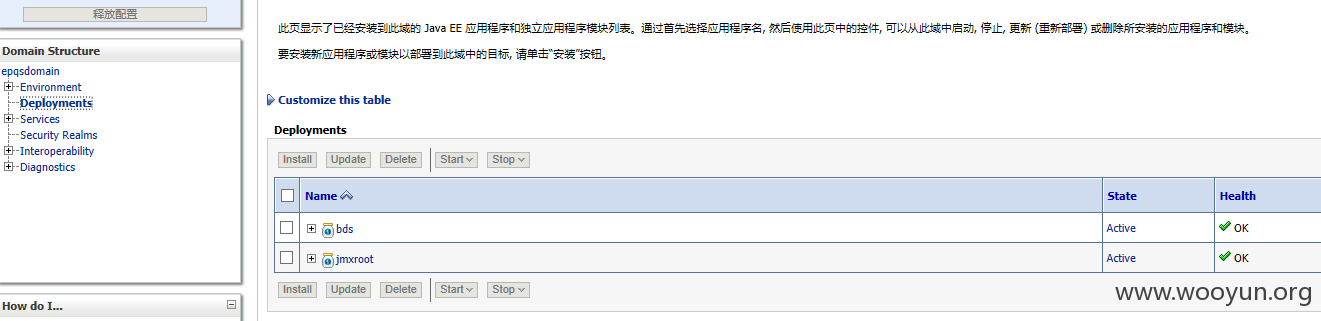 释放配置
Domain Structure
epqsdomain
Environment
Deployments
Services
Security Realms
Interoperability
Diagnostics
How do I...
此页显示了已经安装到此域的 Java EE 应用程序和独立应用程序模块列表。通过首先选择应用程序名, 然后使用此页中的控件, 可以从此域中启动, 停止, 更新 (重新部署) 或删除所安装的应用程序和模块。
要安装新应用程序或模块以部署到此域中的目标, 请单击“安装”按钮。
Customize this table
Deployments
Install Update Delete Start Stop
Name State Health
bds Active OK
jmxroot Active OK
Install Update Delete Start Stop
www.wooyun.org